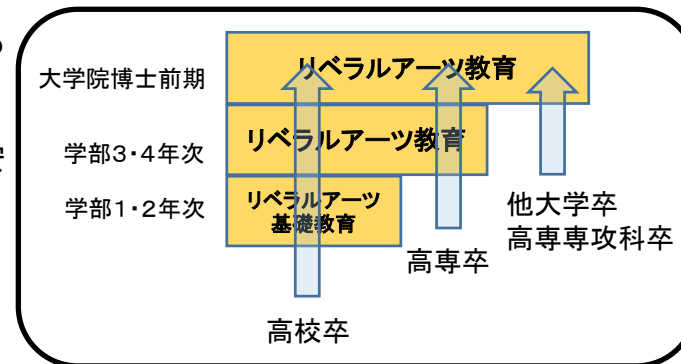 リベラルアーツ教育
大学院博士前期
リベラルアーツ教育
学部3・4年次
リベラルアーツ
基礎教育
学部1・2年次
他大学卒
高専専攻科卒
高専卒
高校卒